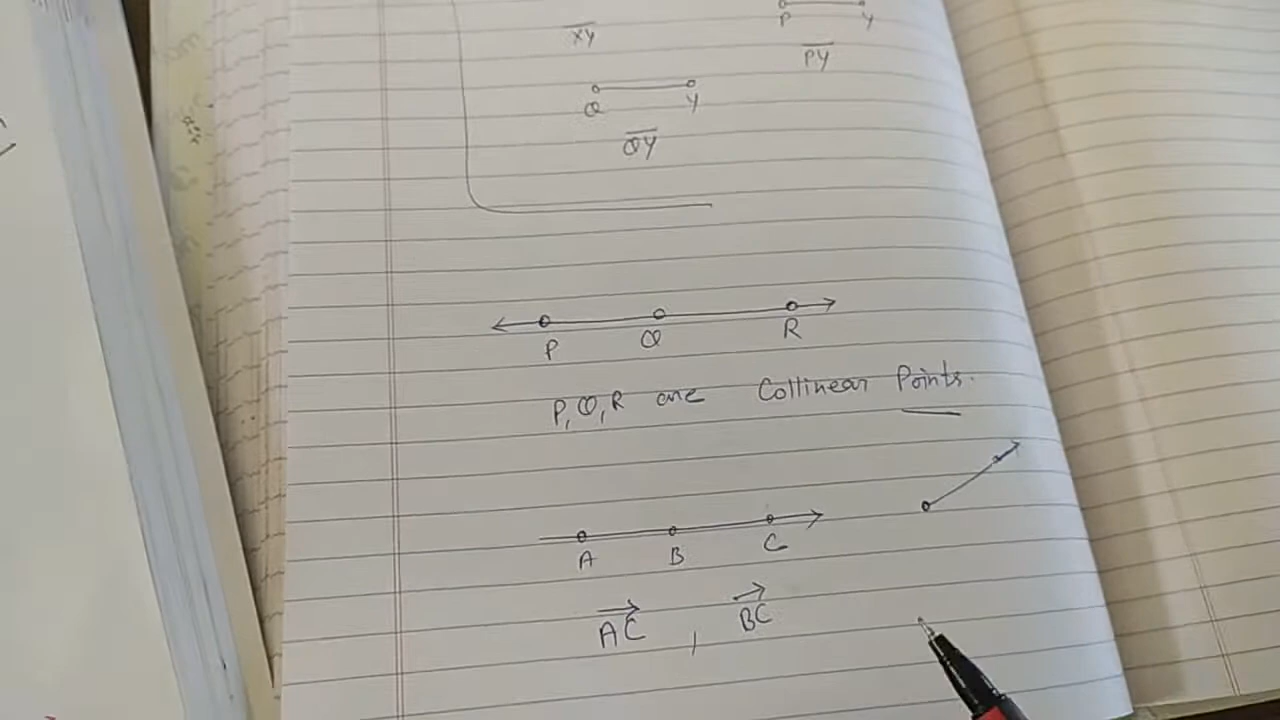 P Y
XY
PY
Q Y
QY
P Q R
P, Q, R are Collinear Points.
A B C
AC , BC